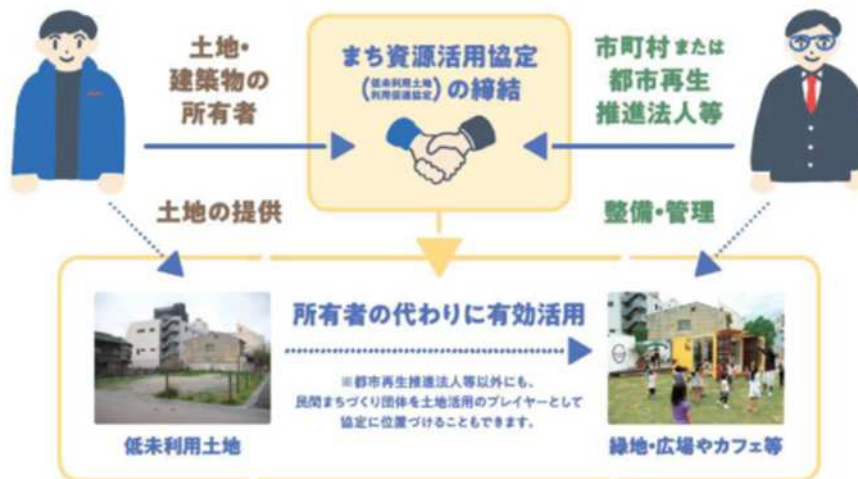 土地・
建築物の
所有者
まち資源活用協定
(低未利用土地利用促進協定)の締結
市町村または
都市再生
推進法人等
土地の提供
整備・管理
所有者の代わりに有効活用
※都市再生推進法人等以外にも、
民間まちづくり団体を土地活用のプレイヤーとして
協定に位置づけることもできます。
低未利用土地
緑地・広場やカフェ等